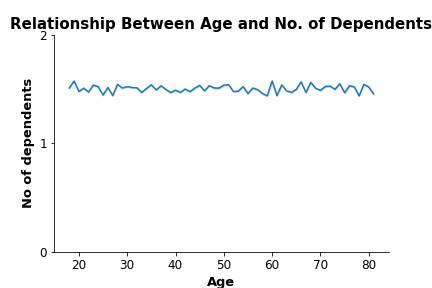 Relationship Between Age and No. of Dependents
2
1
0
No of dependents
20 30 40 50 60 70 80
Age